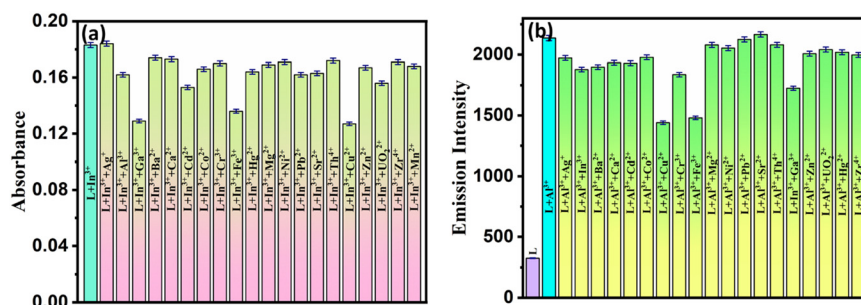 (a)
Absorbance
0.20
0.16
0.12
0.08
0.04
0.00
L+In³⁺
L+In³⁺+Ag⁺
L+In³⁺+Al³⁺
L+In³⁺+Ga³⁺
L+In³⁺+Ba²⁺
L+In³⁺+Ca²⁺
L+In³⁺+Cd²⁺
L+In³⁺+Co²⁺
L+In³⁺+Cr³⁺
L+In³⁺+Fe³⁺
L+In³⁺+Hg²⁺
L+In³⁺+Mg²⁺
L+In³⁺+Ni²⁺
L+In³⁺+Pb²⁺
L+In³⁺+Sr²⁺
L+In³⁺+Th⁴⁺
L+In³⁺+Cu²⁺
L+In³⁺+Zn²⁺
L+In³⁺+UO₂²⁺
L+In³⁺+Zr⁴⁺
L+In³⁺+Mn²⁺
(b)
Emission Intensity
2000
1500
1000
500
0
L
L+Al³⁺
L+Al³⁺+Ag⁺
L+Al³⁺+In³⁺
L+Al³⁺+Ba²⁺
L+Al³⁺+Ca²⁺
L+Al³⁺+Cd²⁺
L+Al³⁺+Co²⁺
L+Al³⁺+Cu²⁺
L+Al³⁺+Cr³⁺
L+Al³⁺+Fe³⁺
L+Al³⁺+Mg²⁺
L+Al³⁺+Ni²⁺
L+Al³⁺+Pb²⁺
L+Al³⁺+Sr²⁺
L+Al³⁺+Th⁴⁺
L+In³⁺+Ga³⁺
L+Al³⁺+Zn²⁺
L+Al³⁺+UO₂²⁺
L+Al³⁺+Hg²⁺
L+Al³⁺+Zr⁴⁺